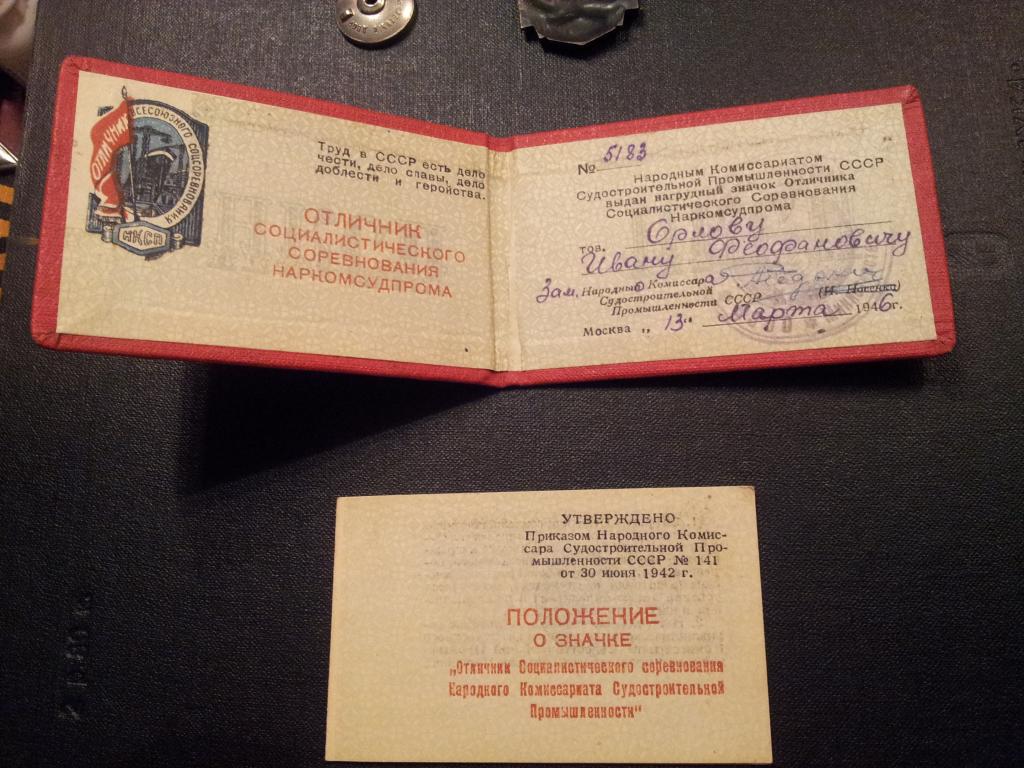 ОТЛИЧНИК
ВСЕСОЮЗНОГО СОЦСОРЕВНОВАНИЯ
НКСП
Труд в СССР есть дело
чести, дело славы, дело
доблести и геройства.
ОТЛИЧНИК
СОЦИАЛИСТИЧЕСКОГО
СОРЕВНОВАНИЯ
НАРКОМСУДПРОМА
№ 5183
Народным Комиссариатом
Судостроительной Промышленности СССР
выдан нагрудный значок Отличника
Социалистического Соревнования
Наркомсудпрома
тов. Орлову
Ивану Феофановичу
Зам. Народный Комиссара
Судостроительной
Промышленности СССР (И. Носенко)
Москва „ 13 " Марта 1946 г.
УТВЕРЖДЕНО
Приказом Народного Комис-
сара Судостроительной Про-
мышленности СССР № 141
от 30 июня 1942 г.
ПОЛОЖЕНИЕ
О ЗНАЧКЕ
„Отличник Социалистического соревнования
Народного Комиссариата Судостроительной
Промышленности"